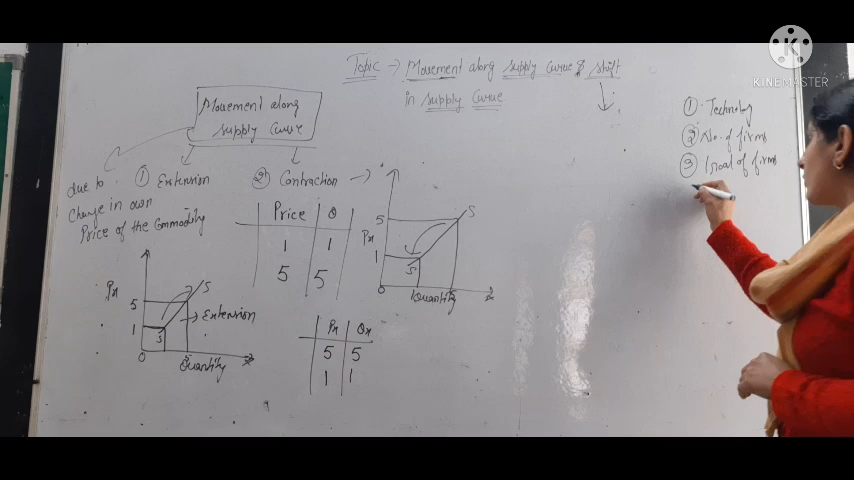 Topic → Movement along supply curve & shift
in supply curve
Movement along
supply curve
due to
change in own
Price of the Commodity
① Extension
② Contraction →
Price | Q
1 | 1
5 | 5
5
Px
1
S
S
0
Quantity
x
Px
5
1
0
S
S
→ Extension
Quantity
x
Px | Qx
5 | 5
1 | 1
① Technology
② No. of firms
③ Goal of firms
K
KINEMASTER